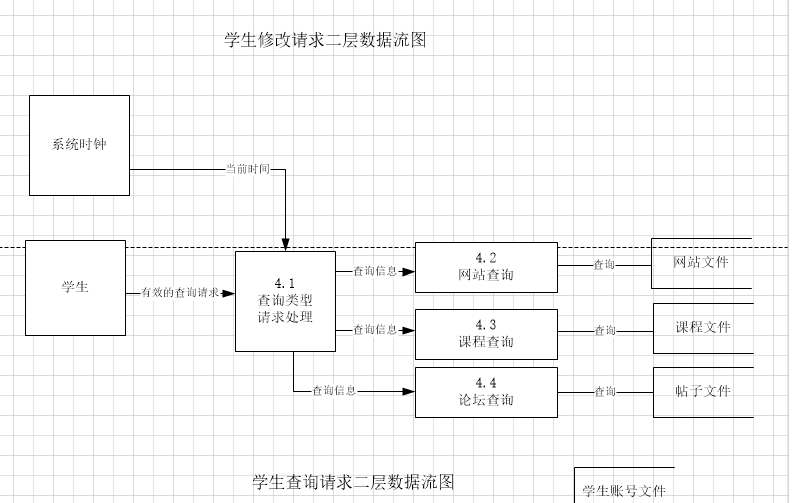 学生修改请求二层数据流图
系统时钟
当前时间
学生
有效的查询请求
4.1
查询类型
请求处理
查询信息
4.2
网站查询
查询
网站文件
查询信息
4.3
课程查询
查询
课程文件
查询信息
4.4
论坛查询
查询
帖子文件
学生查询请求二层数据流图
学生账号文件